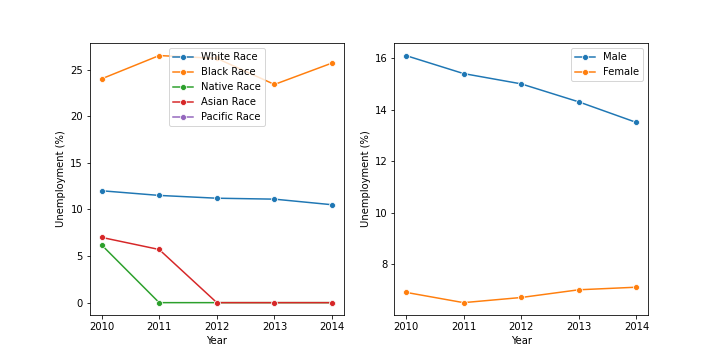 25
20
15
10
5
0
Unemployment (%)
2010 2011 2012 2013 2014
Year
White Race
Black Race
Native Race
Asian Race
Pacific Race
16
14
12
10
8
Unemployment (%)
2010 2011 2012 2013 2014
Year
Male
Female